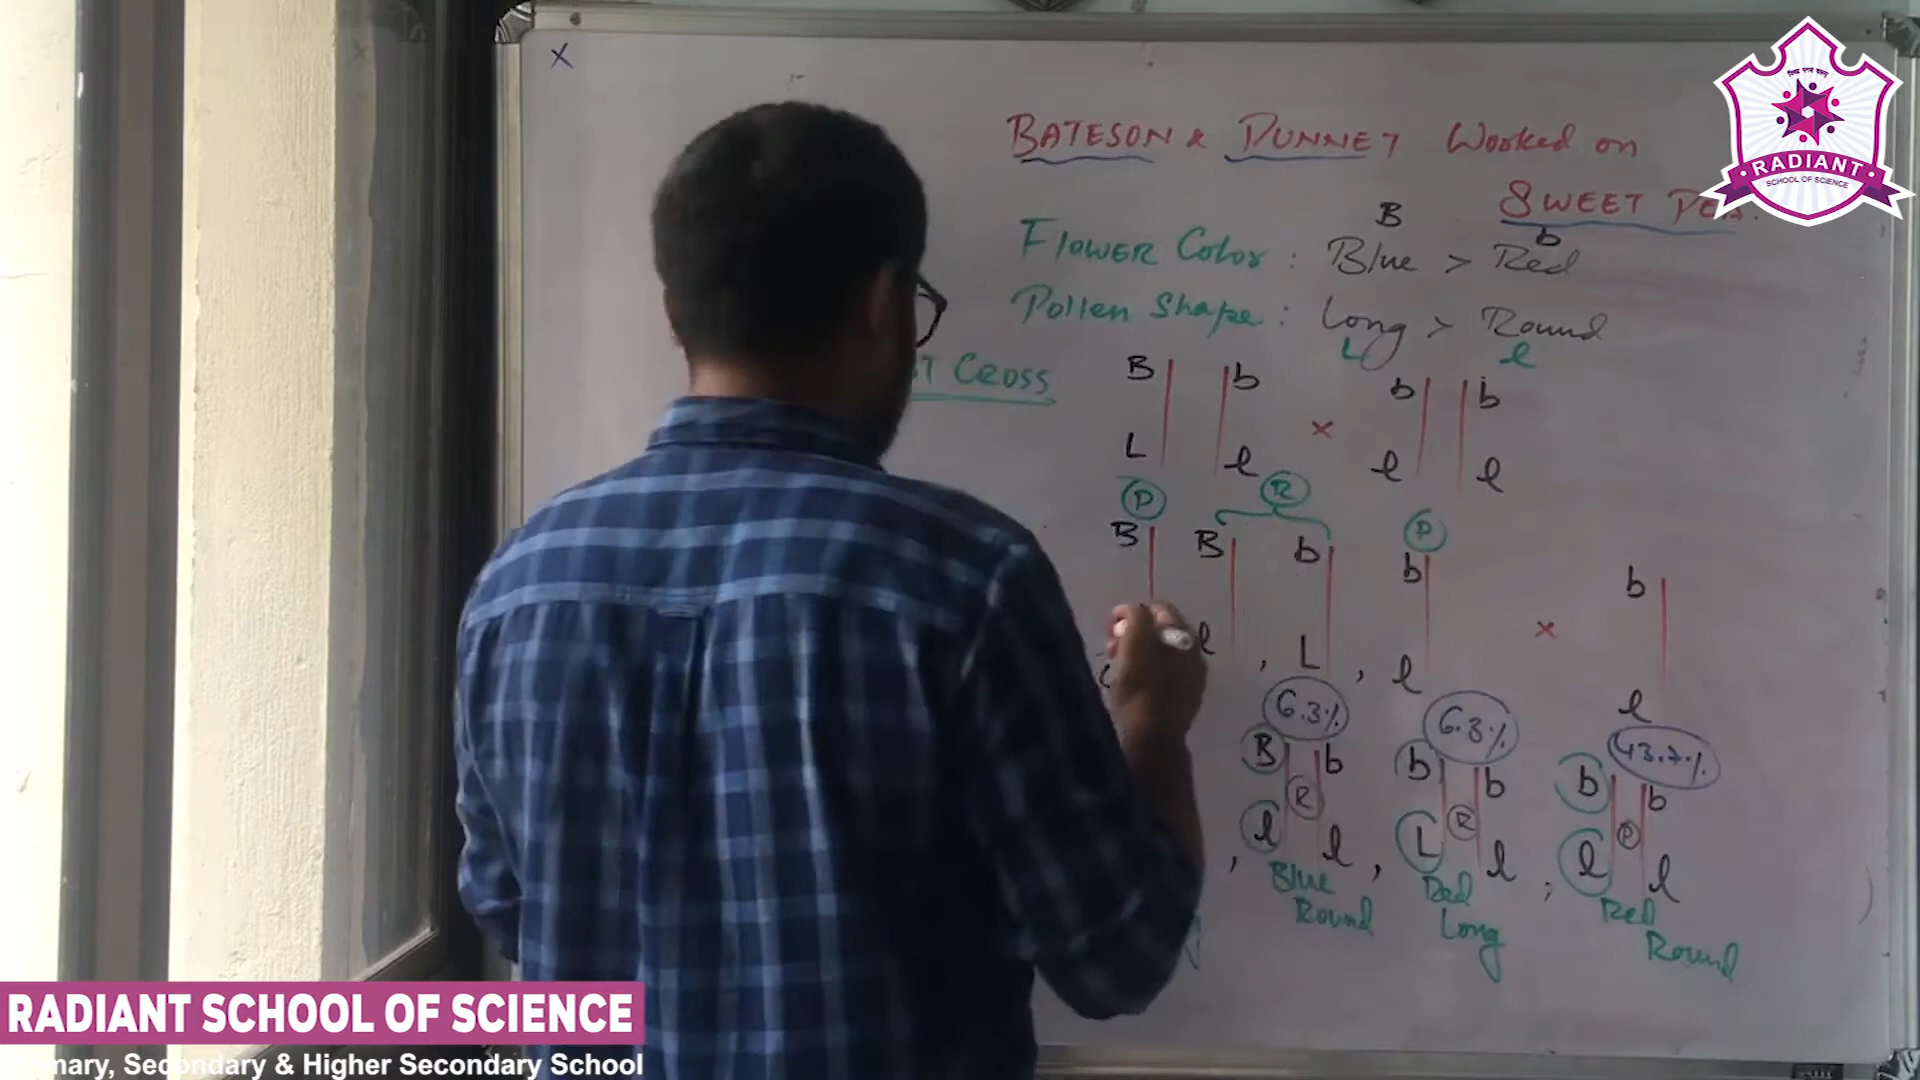 X
BATESON & PUNNET Worked on
SWEET PEA.
B b
FLOWER Color : Blue > Red
Pollen Shape : Long > Round
L l
ST CROSS
B b b b
×
L l l l
P R P
B B b b b
×
l , L , l l
6.3% 6.3% 43.7%
B b b b b b
R R P
l l , L l , l l
Blue Round
Red Long
Red Round
RADIANT
SCHOOL OF SCIENCE
RADIANT SCHOOL OF SCIENCE
mary, Secondary & Higher Secondary School